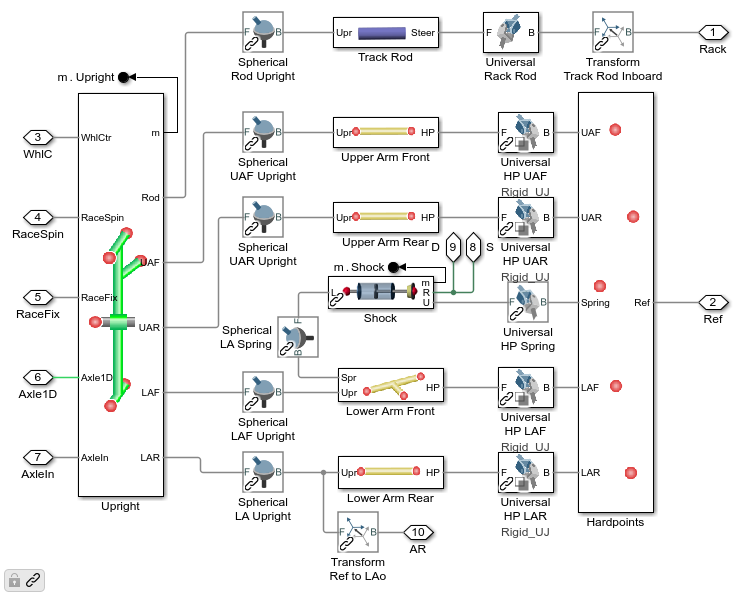 F B
Spherical
Rod Upright
Upr Steer
Track Rod
F B
Universal
Rack Rod
F B
Transform
Track Rod Inboard
1
Rack
m . Upright
3
WhlC
4
RaceSpin
5
RaceFix
6
Axle1D
7
AxleIn
WhlCtr
m
Rod
RaceSpin
UAF
RaceFix
UAR
Axle1D
LAF
AxleIn
LAR
Upright
F B
Spherical
UAF Upright
Upr HP
Upper Arm Front
F B
Universal
HP UAF
Rigid_UJ
F B
Spherical
UAR Upright
Upr HP
Upper Arm Rear
F B
Universal
HP UAR
Rigid_UJ
D 9 8 S
m . Shock
L m
R
U
Shock
F
B
Spherical
LA Spring
F B
Universal
HP Spring
F B
Spherical
LAF Upright
Spr
Upr HP
Lower Arm Front
F B
Universal
HP LAF
Rigid_UJ
F B
Spherical
LA Upright
Upr HP
Lower Arm Rear
F B
Universal
HP LAR
Rigid_UJ
F B
Transform
Ref to LAo
10
AR
UAF
UAR
Spring
Ref
LAF
LAR
Hardpoints
2
Ref